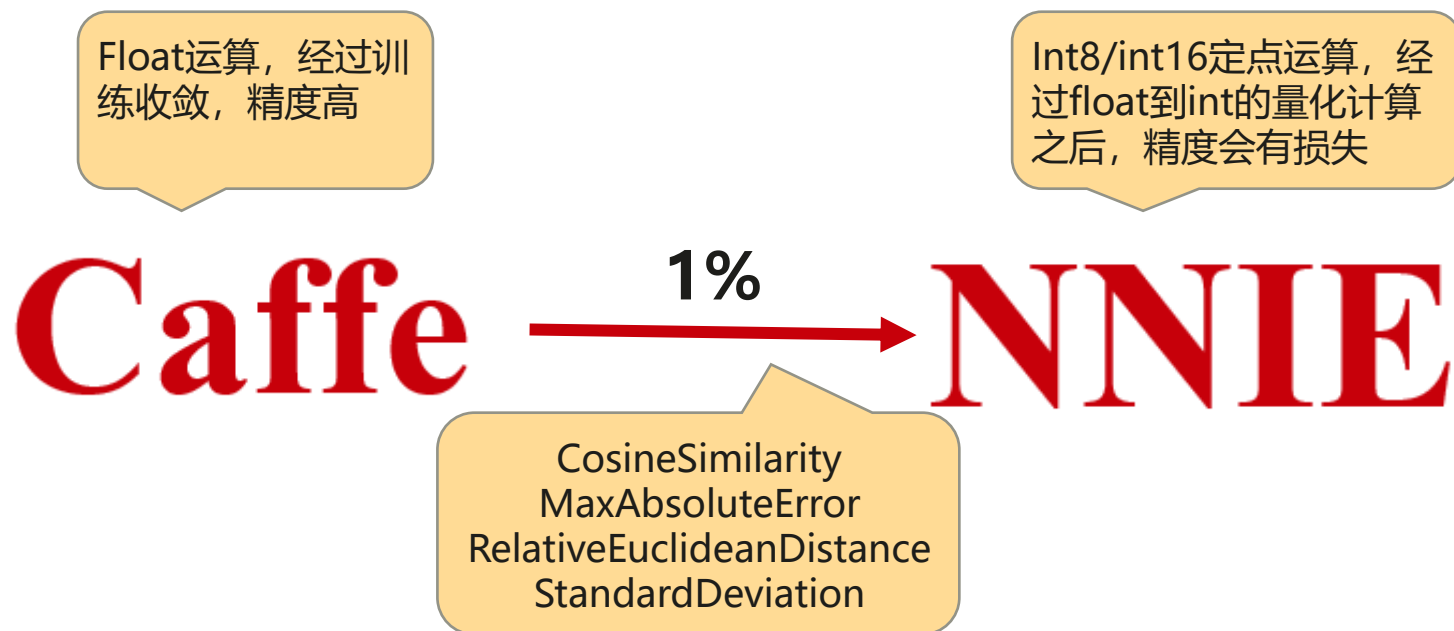 Float运算，经过训
练收敛，精度高
Int8/int16定点运算，经
过float到int的量化计算
之后，精度会有损失
Caffe
1%
NNIE
CosineSimilarity
MaxAbsoluteError
RelativeEuclideanDistance
StandardDeviation